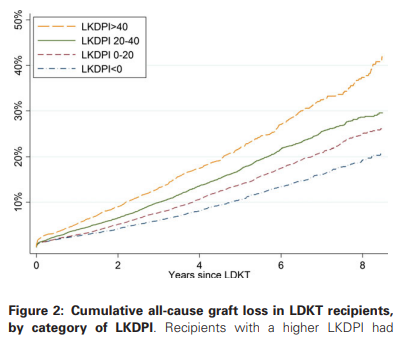 50%
40%
30%
20%
10%
LKDPI>40
LKDPI 20-40
LKDPI 0-20
LKDPI<0
0 2 4 6 8
Years since LDKT
Figure 2: Cumulative all-cause graft loss in LDKT recipients,
by category of LKDPI. Recipients with a higher LKDPI had